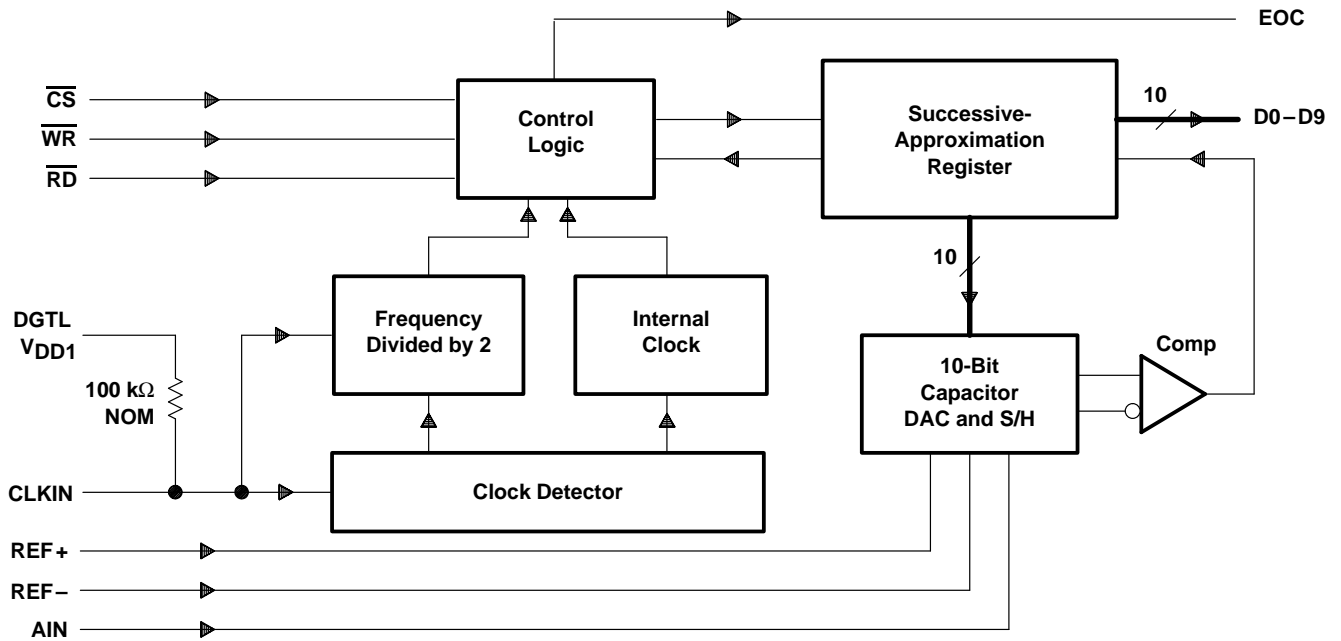 EOC
CS
WR
RD
Control
Logic
Successive-
Approximation
Register
10
D0–D9
10
DGTL
VDD1
100 kΩ
NOM
Frequency
Divided by 2
Internal
Clock
10-Bit
Capacitor
DAC and S/H
Comp
CLKIN
Clock Detector
REF+
REF–
AIN